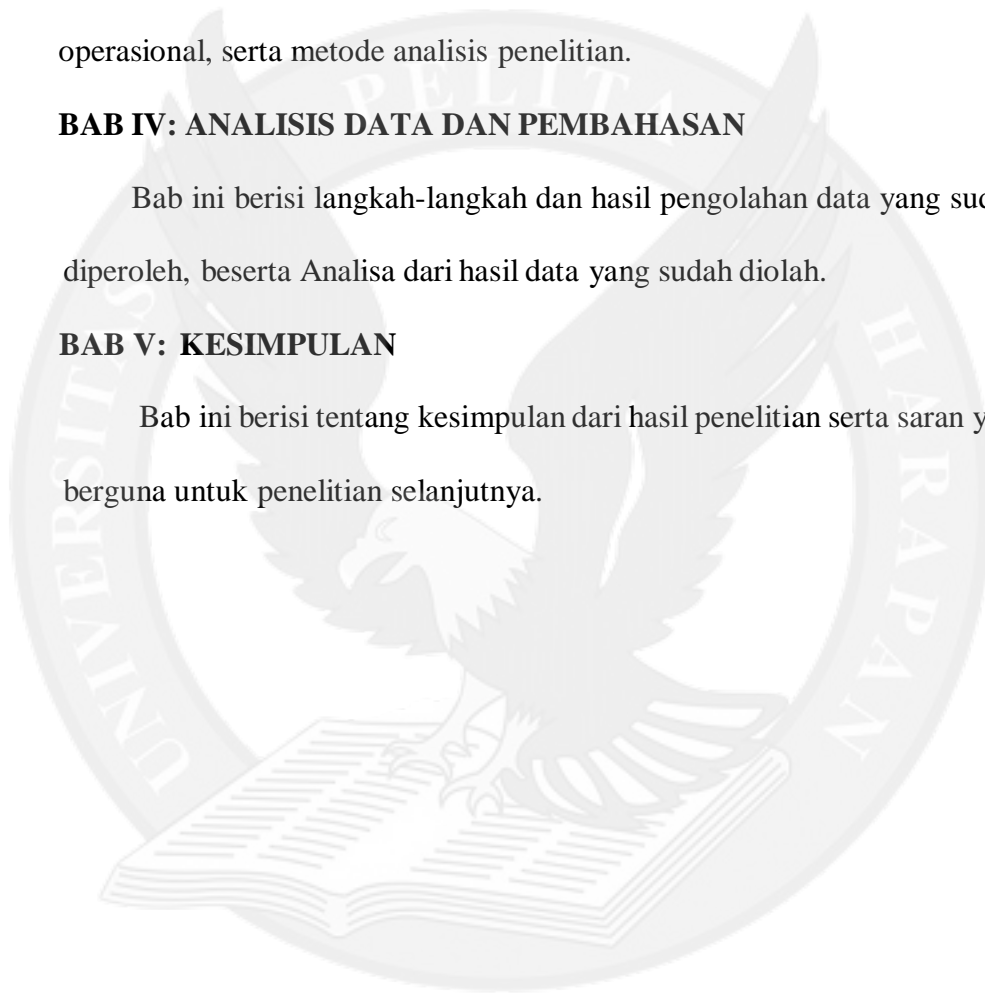 operasional, serta metode analisis penelitian.
BAB IV: ANALISIS DATA DAN PEMBAHASAN
Bab ini berisi langkah-langkah dan hasil pengolahan data yang
diperoleh, beserta Analisa dari hasil data yang sudah diolah.
BAB V: KESIMPULAN
Bab ini berisi tentang kesimpulan dari hasil penelitian serta saran
berguna untuk penelitian selanjutnya.
UNIVERSITAS PELITA HARAPAN